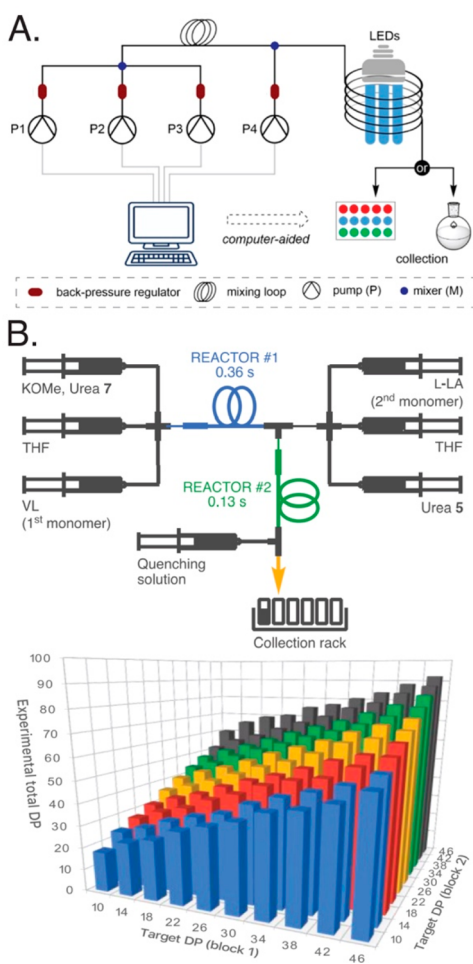 A.
LEDs
P1
P2
P3
P4
or
computer-aided
collection
back-pressure regulator
mixing loop
pump (P)
mixer (M)
B.
REACTOR #1
0.36 s
KOMe, Urea 7
L-LA
(2nd monomer)
THF
THF
REACTOR #2
0.13 s
VL
(1st monomer)
Urea 5
Quenching
solution
Collection rack
Experimental total DP
100
90
80
70
60
50
40
30
20
10
0
10
14
18
22
26
30
34
38
42
46
Target DP (block 1)
46
42
38
34
30
26
22
18
14
10
Target DP (block 2)